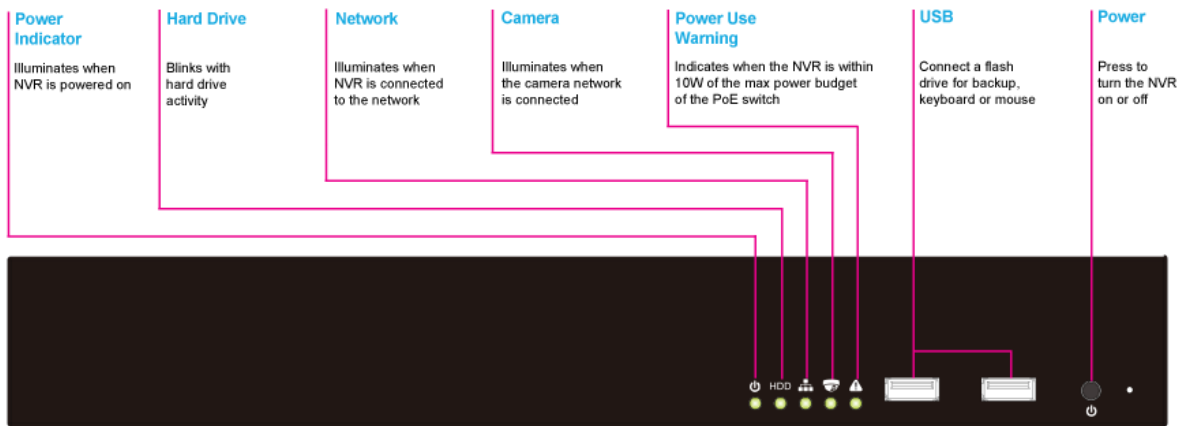 Power
Indicator
Illuminates when
NVR is powered on
Hard Drive
Blinks with
hard drive
activity
Network
Illuminates when
NVR is connected
to the network
Camera
Illuminates when
the camera network
is connected
Power Use
Warning
Indicates when the NVR is within
10W of the max power budget
of the PoE switch
USB
Connect a flash
drive for backup,
keyboard or mouse
Power
Press to
turn the NVR
on or off
HDD